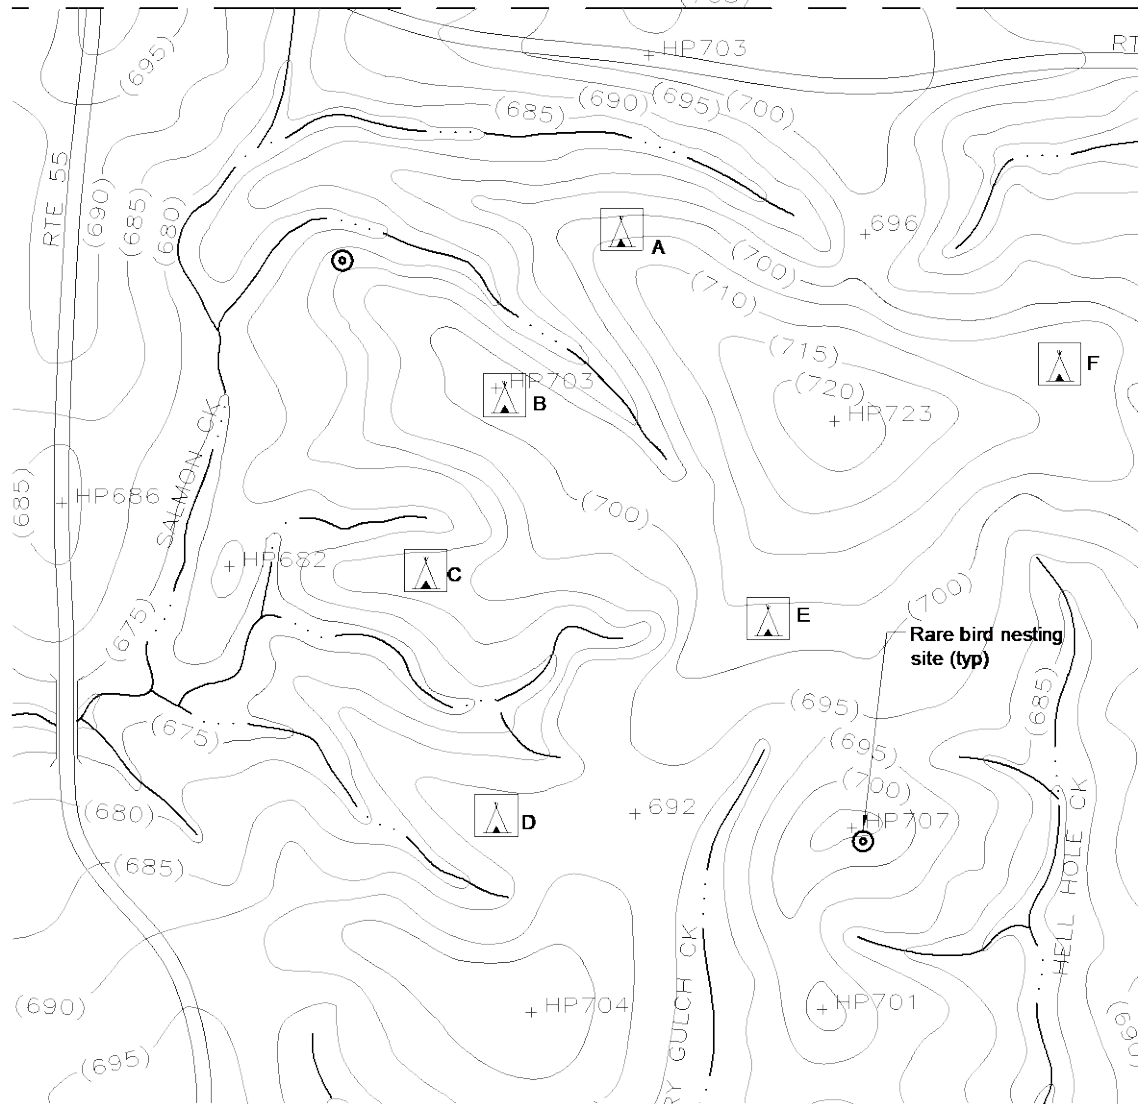 HP703
RT
(695)
(685)
(690)
(695)
(700)
RTE 55
(690)
(685)
(680)
A
696
(700)
(710)
(715)
F
(720)
HP703
B
HP723
SALMON CK
(685)
HP686
(700)
HP682
C
(700)
E
(675)
Rare bird nesting
site (typ)
(685)
(695)
(675)
(695)
(700)
(680)
D
692
HP707
HELL HOLE CK
(685)
(690)
HP704
GULCH CK
HP701
(690)
(695)